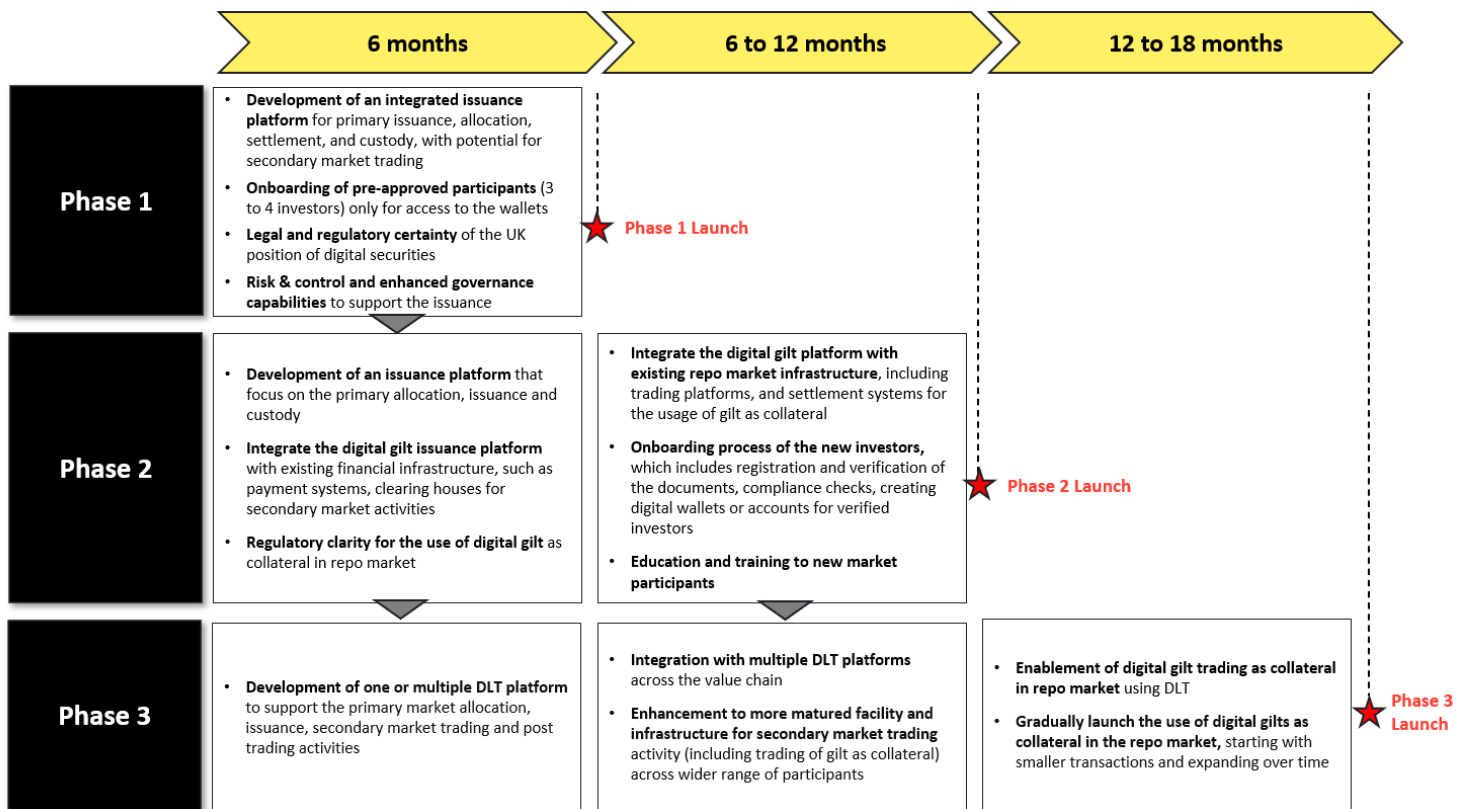 6 months
6 to 12 months
12 to 18 months
Phase 1
• Development of an integrated issuance
platform for primary issuance, allocation,
settlement, and custody, with potential for
secondary market trading
• Onboarding of pre-approved participants (3
to 4 investors) only for access to the wallets
• Legal and regulatory certainty of the UK
position of digital securities
• Risk & control and enhanced governance
capabilities to support the issuance
Phase 1 Launch
Phase 2
• Development of an issuance platform that
focus on the primary allocation, issuance and
custody
• Integrate the digital gilt issuance platform
with existing financial infrastructure, such as
payment systems, clearing houses for
secondary market activities
• Regulatory clarity for the use of digital gilt as
collateral in repo market
• Integrate the digital gilt platform with
existing repo market infrastructure, including
trading platforms, and settlement systems for
the usage of gilt as collateral
• Onboarding process of the new investors,
which includes registration and verification of
the documents, compliance checks, creating
digital wallets or accounts for verified
investors
• Education and training to new market
participants
Phase 2 Launch
Phase 3
• Development of one or multiple DLT platform
to support the primary market allocation,
issuance, secondary market trading and post
trading activities
• Integration with multiple DLT platforms
across the value chain
• Enhancement to more matured facility and
infrastructure for secondary market trading
activity (including trading of gilt as collateral)
across wider range of participants
• Enablement of digital gilt trading as collateral
in repo market using DLT
• Gradually launch the use of digital gilts as
collateral in the repo market, starting with
smaller transactions and expanding over time
Phase 3
Launch